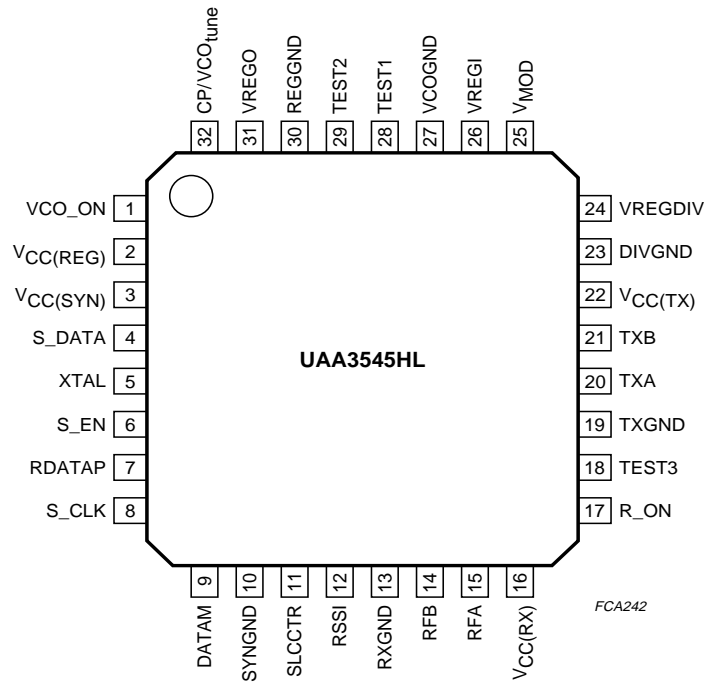 CP/VCOtune
VREGO
REGGND
TEST2
TEST1
VCOGND
VREGI
VMOD
32 31 30 29 28 27 26 25
VCO_ON 1
VCC(REG) 2
VCC(SYN) 3
S_DATA 4
XTAL 5
S_EN 6
RDATAP 7
S_CLK 8
UAA3545HL
24 VREGDIV
23 DIVGND
22 VCC(TX)
21 TXB
20 TXA
19 TXGND
18 TEST3
17 R_ON
9 10 11 12 13 14 15 16
DATAM
SYNGND
SLCCTR
RSSI
RXGND
RFB
RFA
VCC(RX)
FCA242